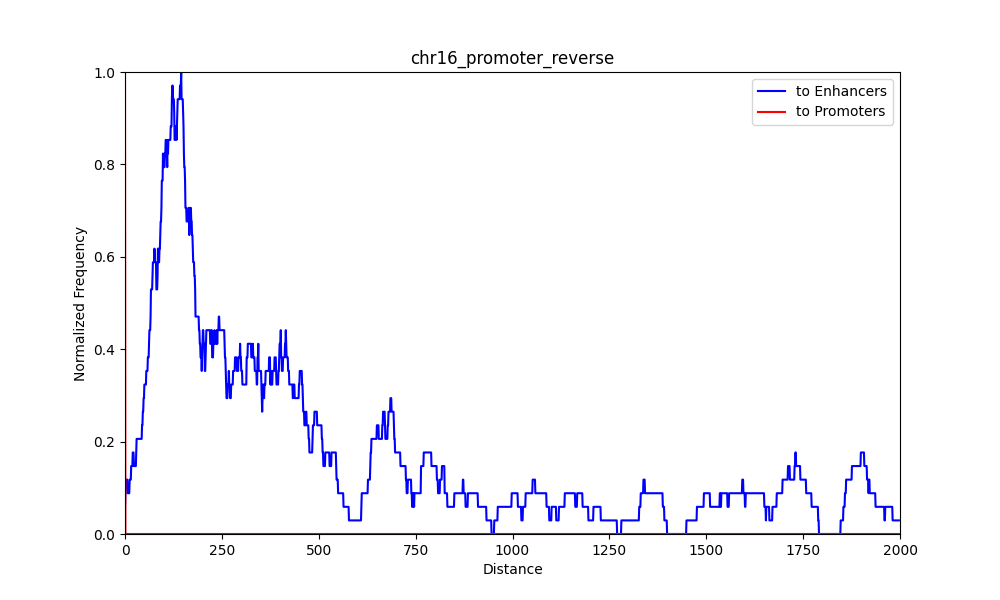 chr16_promoter_reverse
to Enhancers
to Promoters
Normalized Frequency
1.0
0.8
0.6
0.4
0.2
0.0
0 250 500 750 1000 1250 1500 1750 2000
Distance